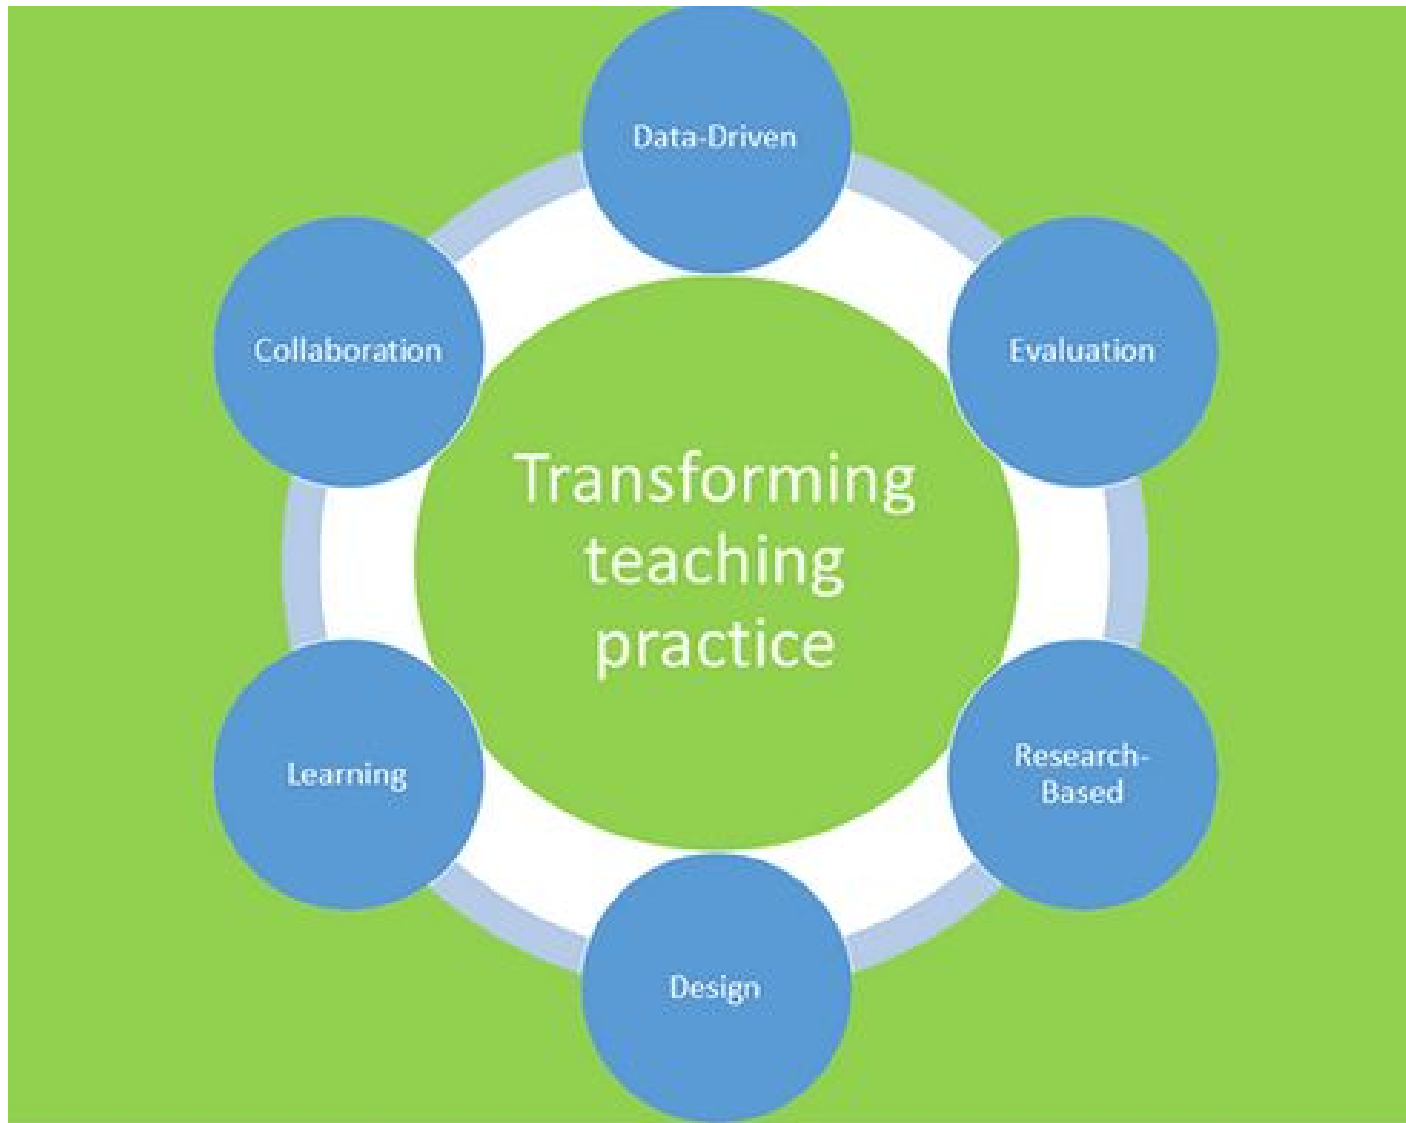 Data-Driven
Collaboration
Evaluation
Transforming
teaching
practice
Learning
Research-
Based
Design